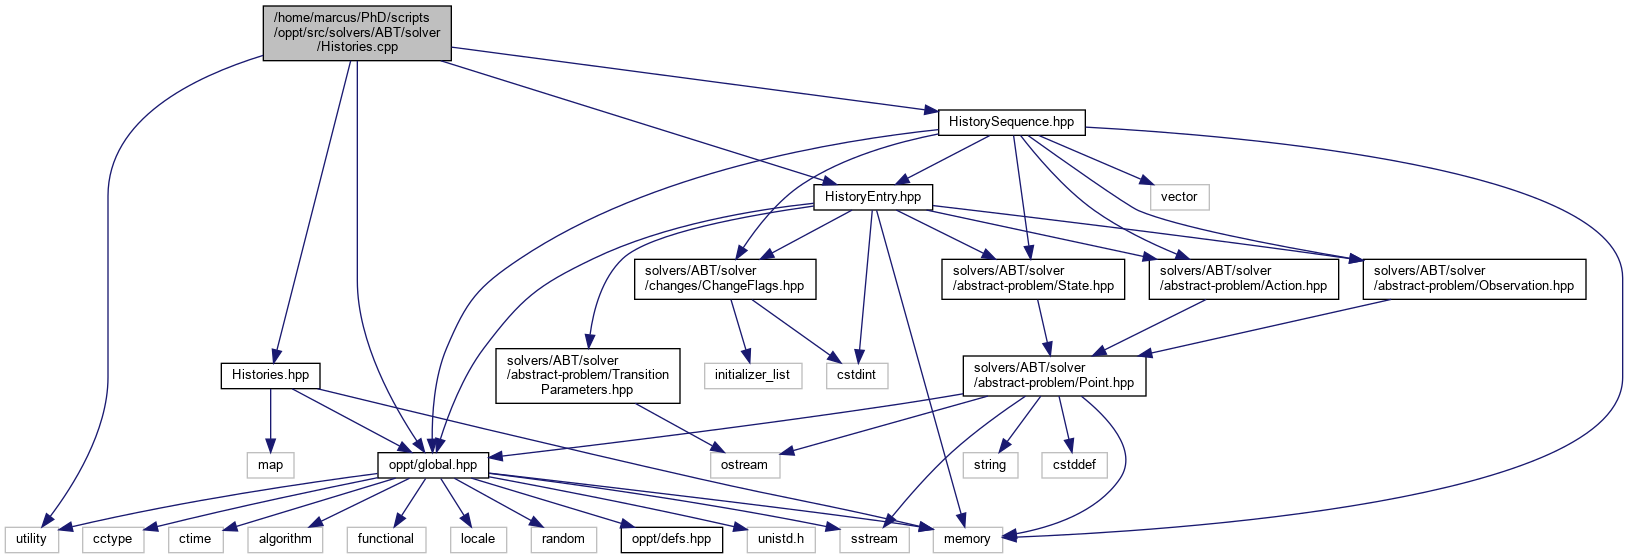 /home/marcus/PhD/scripts
/oppt/src/solvers/ABT/solver
/Histories.cpp
HistorySequence.hpp
HistoryEntry.hpp
vector
solvers/ABT/solver
/changes/ChangeFlags.hpp
solvers/ABT/solver
/abstract-problem/State.hpp
solvers/ABT/solver
/abstract-problem/Action.hpp
solvers/ABT/solver
/abstract-problem/Observation.hpp
Histories.hpp
solvers/ABT/solver
/abstract-problem/Transition
Parameters.hpp
initializer_list
cstdint
solvers/ABT/solver
/abstract-problem/Point.hpp
map
oppt/global.hpp
ostream
string
cstddef
utility
cctype
ctime
algorithm
functional
locale
random
oppt/defs.hpp
unistd.h
sstream
memory